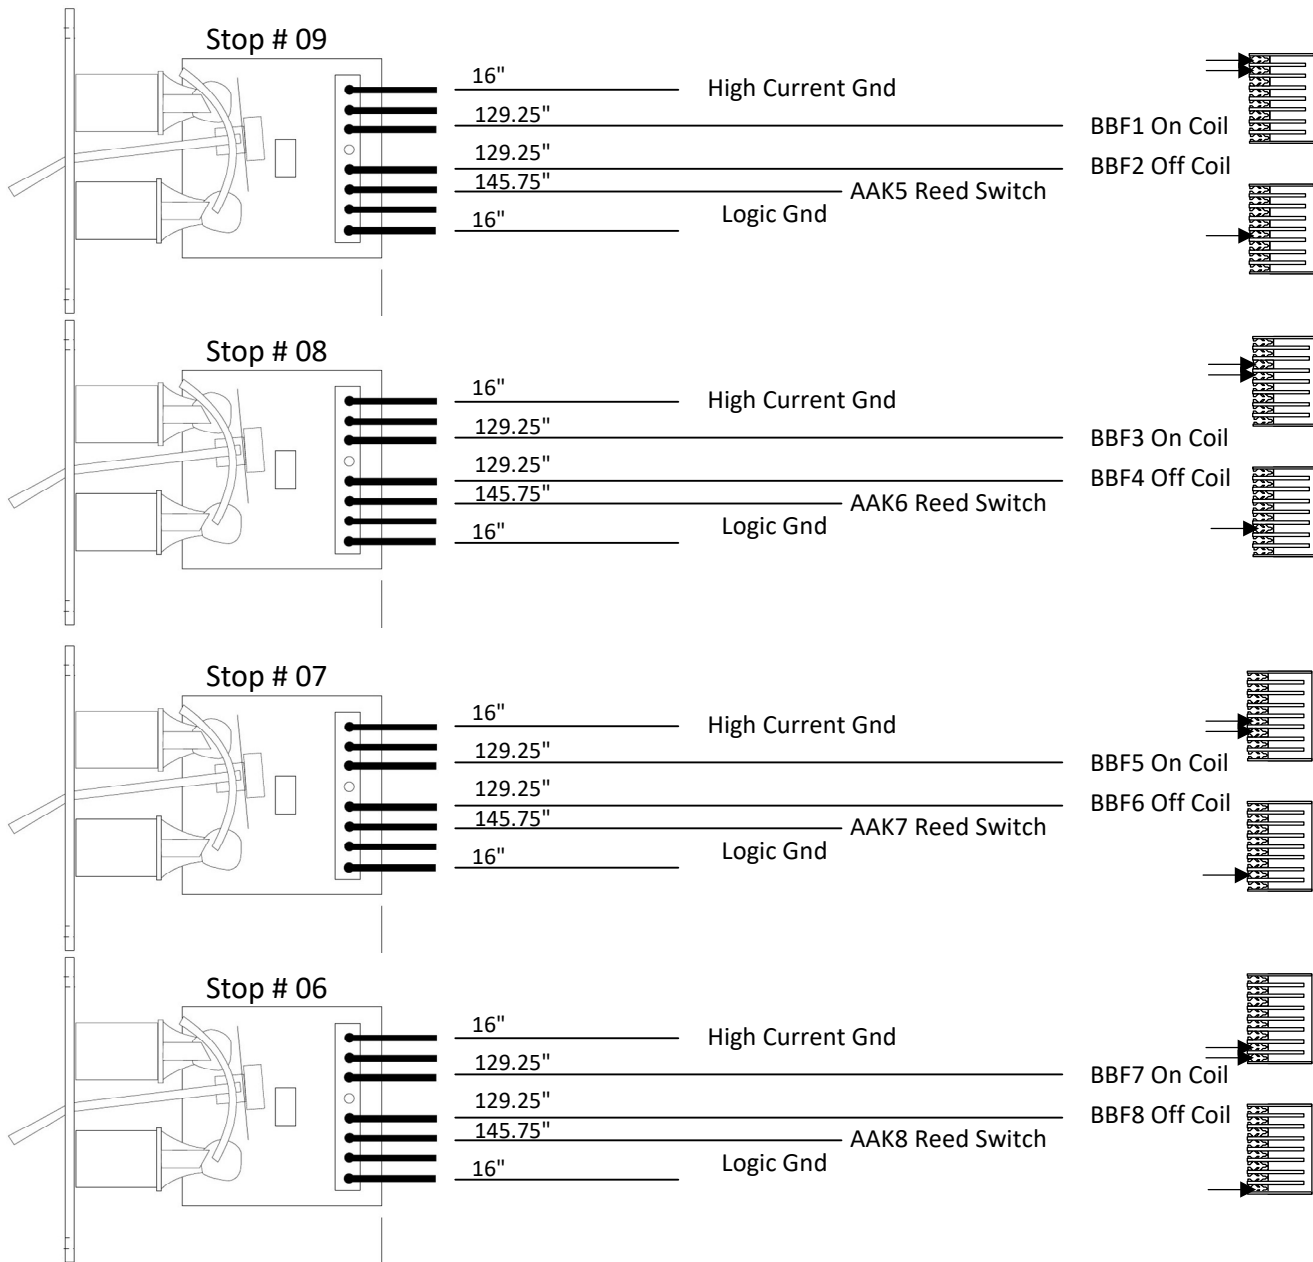 Stop # 09
16"
High Current Gnd
129.25"
BBF1 On Coil
129.25"
BBF2 Off Coil
145.75"
AAK5 Reed Switch
Logic Gnd
16"
Stop # 08
16"
High Current Gnd
129.25"
BBF3 On Coil
129.25"
BBF4 Off Coil
145.75"
AAK6 Reed Switch
Logic Gnd
16"
Stop # 07
16"
High Current Gnd
129.25"
BBF5 On Coil
129.25"
BBF6 Off Coil
145.75"
AAK7 Reed Switch
Logic Gnd
16"
Stop # 06
16"
High Current Gnd
129.25"
BBF7 On Coil
129.25"
BBF8 Off Coil
145.75"
AAK8 Reed Switch
Logic Gnd
16"